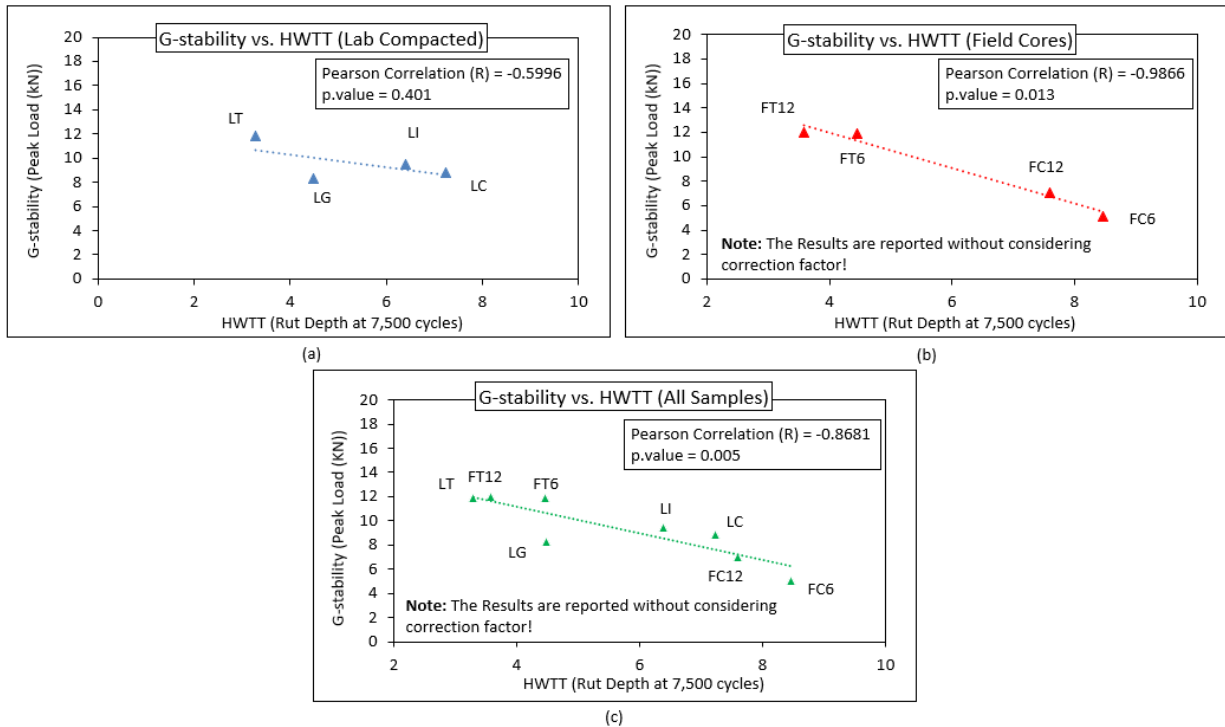 G-stability vs. HWTT (Lab Compacted)
Pearson Correlation (R) = -0.5996
p.value = 0.401
G-stability (Peak Load (kN))
20
18
16
14
12
10
8
6
4
2
0
LT
LI
LG
LC
0 2 4 6 8 10
HWTT (Rut Depth at 7,500 cycles)
(a)
G-stability vs. HWTT (Field Cores)
Pearson Correlation (R) = -0.9866
p.value = 0.013
G-stability (Peak Load (kN))
20
18
16
14
12
10
8
6
4
2
0
FT12
FT6
FC12
FC6
Note: The Results are reported without considering
correction factor!
2 4 6 8 10
HWTT (Rut Depth at 7,500 cycles)
(b)
G-stability vs. HWTT (All Samples)
Pearson Correlation (R) = -0.8681
p.value = 0.005
G-stability (Peak Load (KN))
20
18
16
14
12
10
8
6
4
2
0
LT FT12 FT6
LI LC
LG
FC12
FC6
Note: The Results are reported without considering
correction factor!
2 4 6 8 10
HWTT (Rut Depth at 7,500 cycles)
(c)